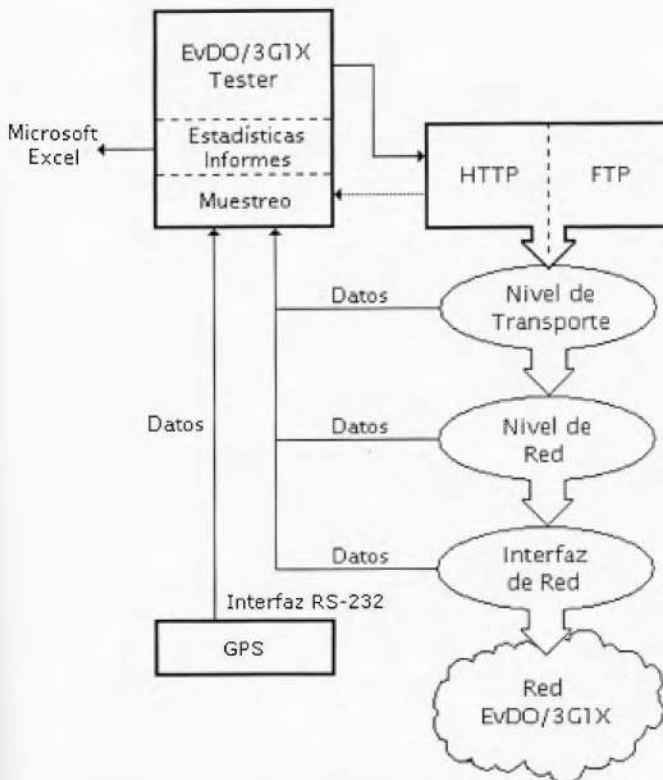 EvDO/3G1X
Tester
Estadísticas
Informes
Muestreo
Microsoft
Excel
HTTP
FTP
Nivel de
Transporte
Datos
Nivel de
Red
Datos
Datos
Interfaz
de Red
Datos
Interfaz RS-232
GPS
Red
EvDO/3G1X